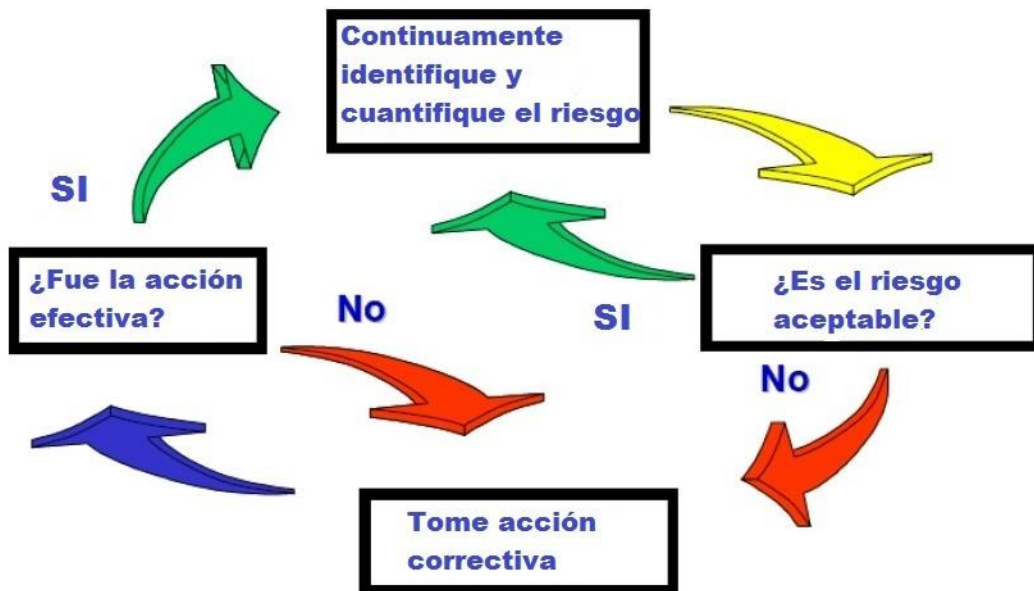 Continuamente
identifique y
cuantifique el riesgo
SI
¿Fue la acción
efectiva?
No
SI
¿Es el riesgo
aceptable?
No
Tome acción
correctiva